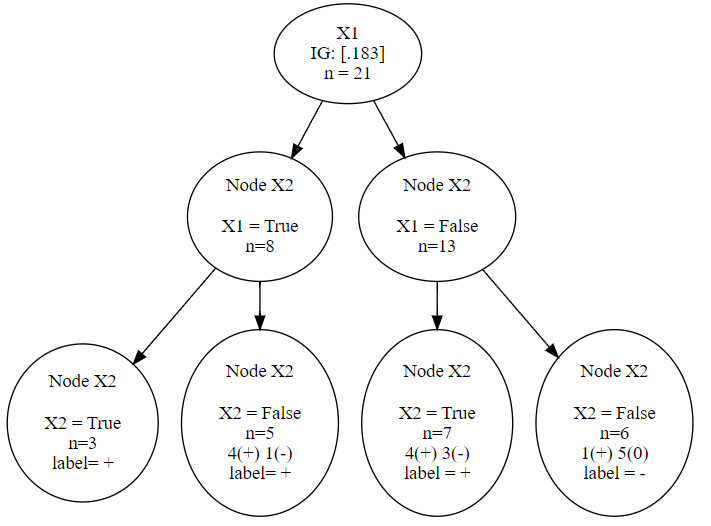 X1
IG: [.183]
n = 21
Node X2
X1 = True
n=8
Node X2
X1 = False
n=13
Node X2
X2 = True
n=3
label= +
Node X2
X2 = False
n=5
4(+) 1(-)
label= +
Node X2
X2 = True
n=7
4(+) 3(-)
label = +
Node X2
X2 = False
n=6
1(+) 5(0)
label = -